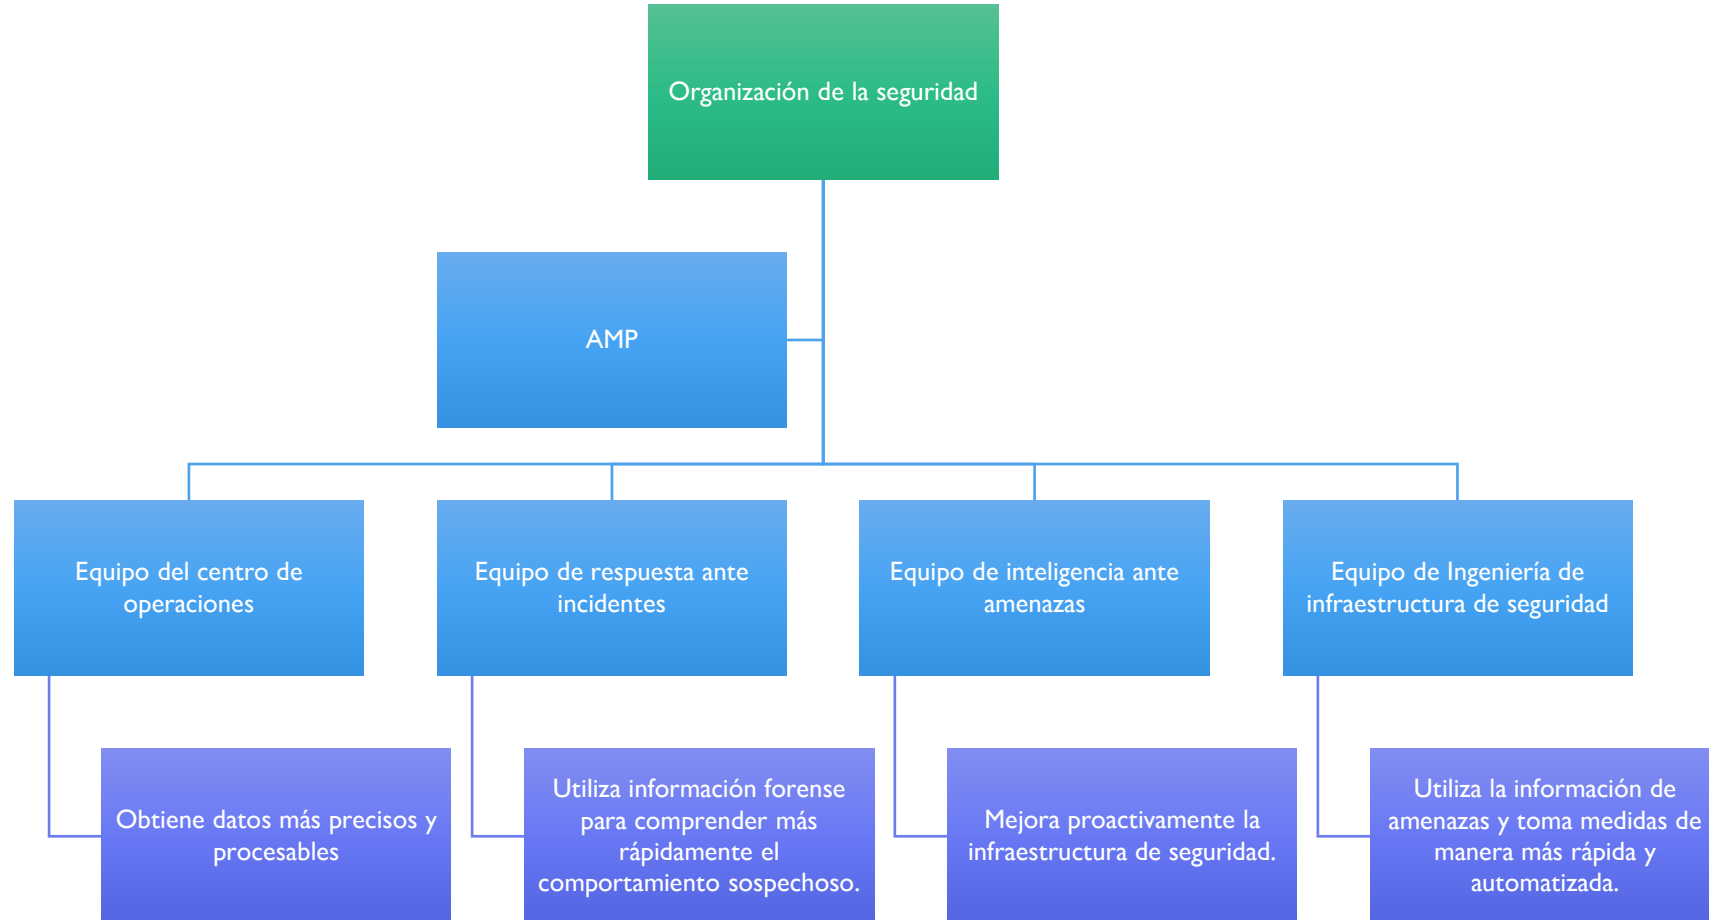 Organización de la seguridad
AMP
Equipo del centro de
operaciones
Equipo de respuesta ante
incidentes
Equipo de inteligencia ante
amenazas
Equipo de Ingeniería de
infraestructura de seguridad
Obtiene datos más precisos y
procesables
Utiliza información forense
para comprender más
rápidamente el
comportamiento sospechoso.
Mejora proactivamente la
infraestructura de seguridad.
Utiliza la información de
amenazas y toma medidas de
manera más rápida y
automatizada.